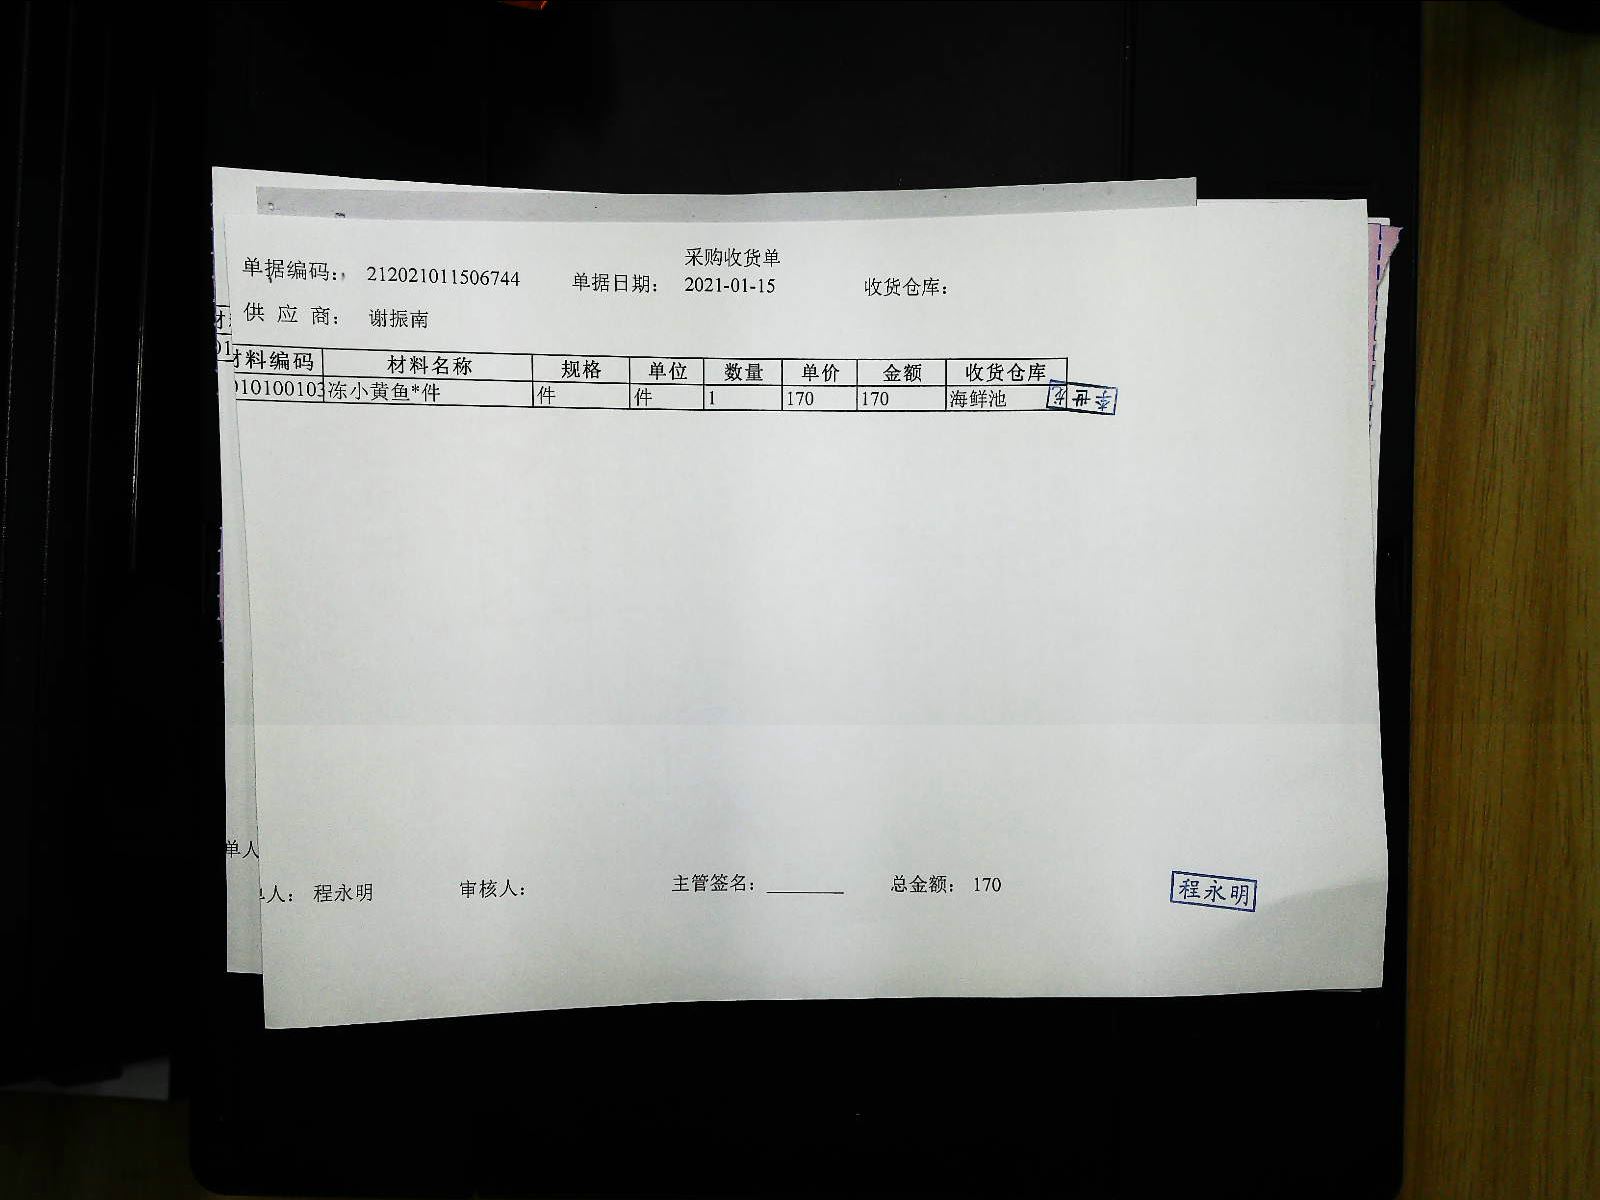 采购收货单
单据编码： 212021011506744 单据日期： 2021-01-15 收货仓库：
供 应 商： 谢振南
材料编码 材料名称 规格 单位 数量 单价 金额 收货仓库
010100103 冻小黄鱼*件 件 件 1 170 170 海鲜池
李世
单人
人： 程永明 审核人： 主管签名： 总金额： 170
程永明